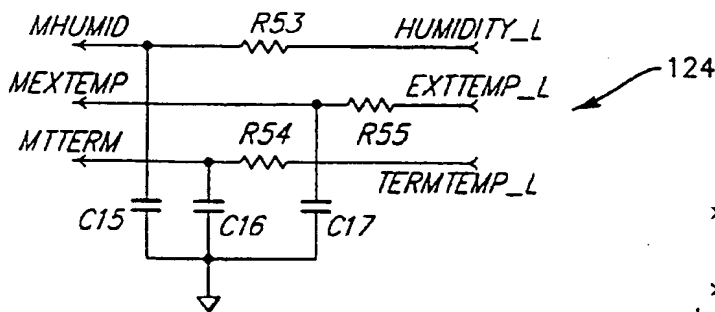 MHUMID R53 HUMIDITY_L
MEXTEMP EXTTEMP_L 124
MTTERM R54 R55
TERMTEMP_L
C15 C16 C17